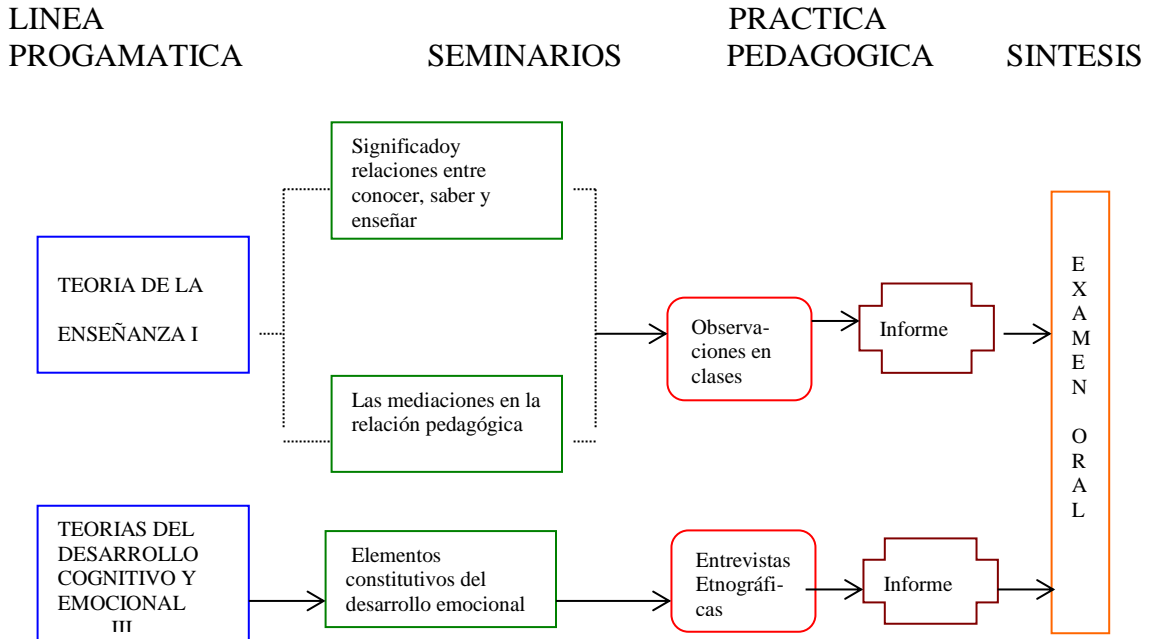 LINEA
PROGAMATICA
SEMINARIOS
PRACTICA
PEDAGOGICA
SINTESIS
TEORIA DE LA
ENSEÑANZA I
Significadoy
relaciones entre
conocer, saber y
enseñar
Las mediaciones en la
relación pedagógica
Observa-
ciones en
clases
Informe
TEORIAS DEL
DESARROLLO
COGNITIVO Y
EMOCIONAL
III
Elementos
constitutivos del
desarrollo emocional
Entrevistas
Etnográfi-
cas
Informe
E
X
A
M
E
N
O
R
A
L